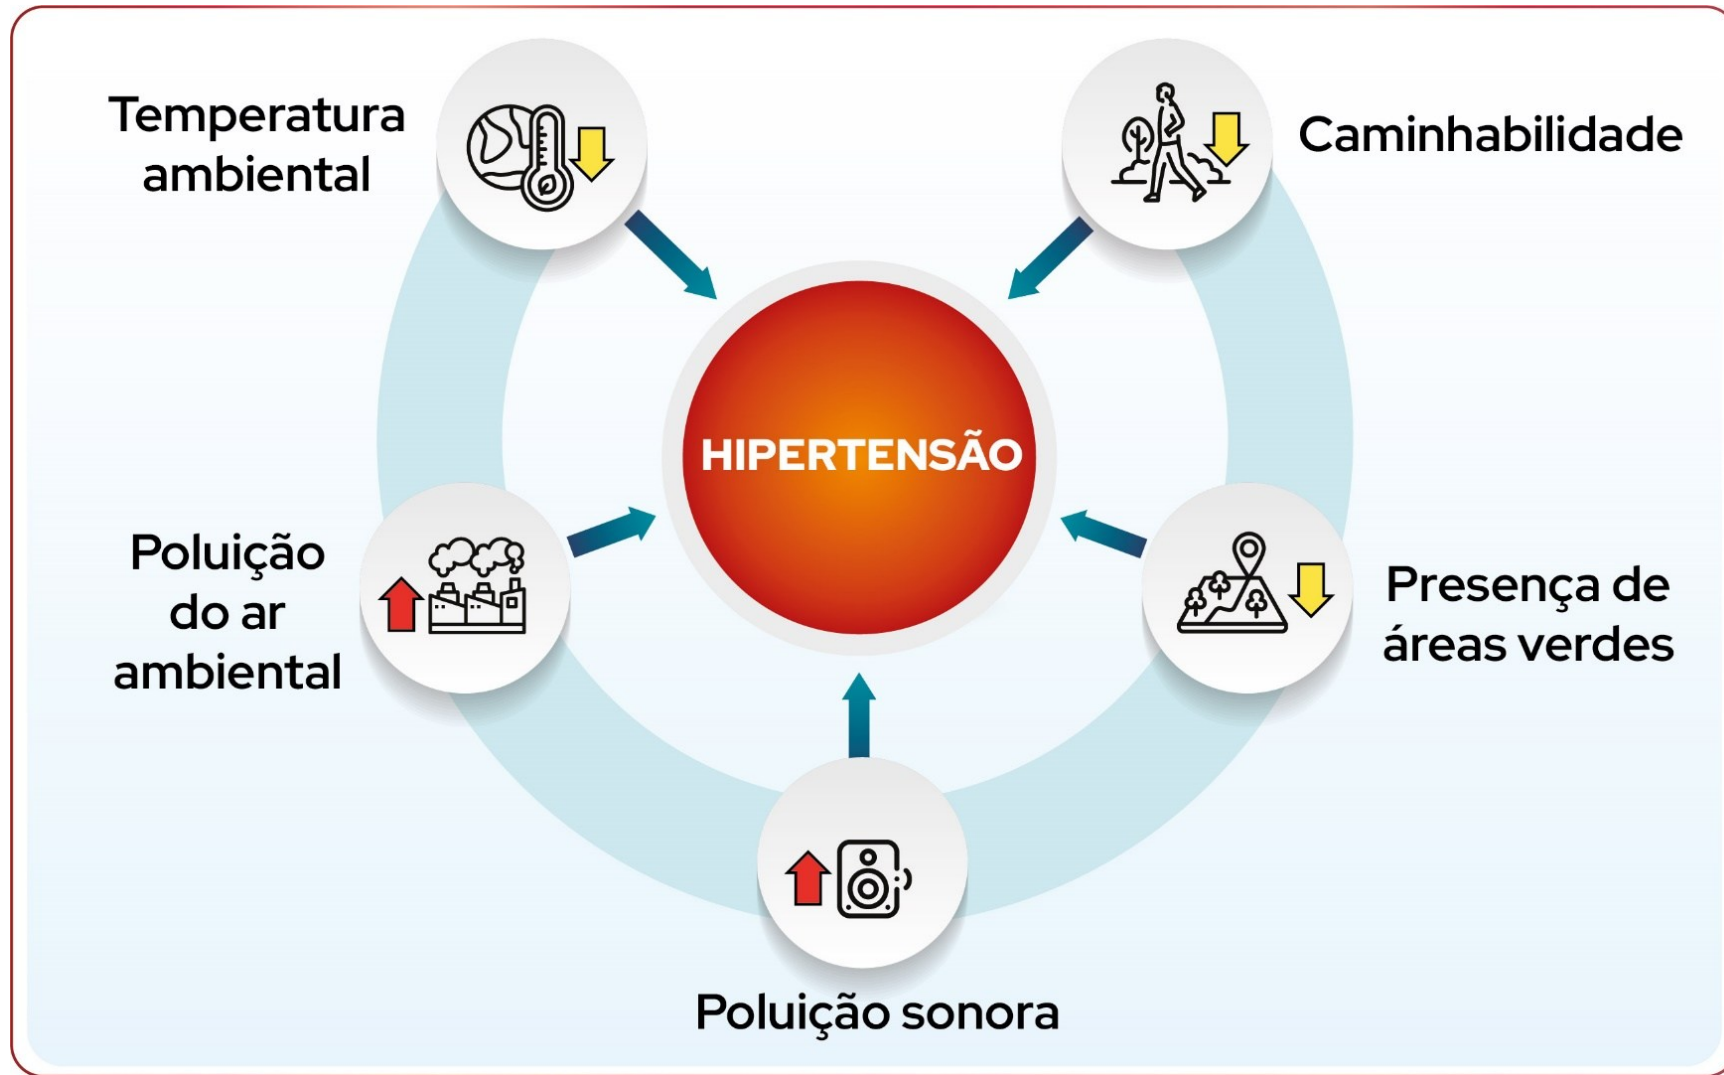 Temperatura
ambiental
Caminhabilidade
HIPERTENSÃO
Poluição
do ar
ambiental
Presença de
áreas verdes
Poluição sonora